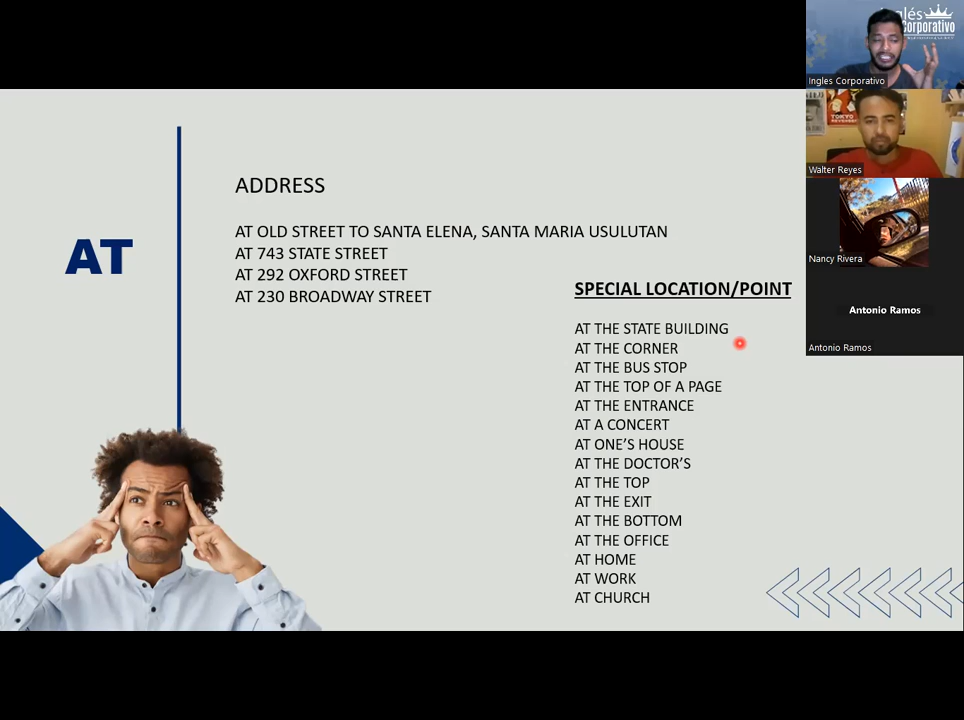 AT
ADDRESS
AT OLD STREET TO SANTA ELENA, SANTA MARIA USULUTAN
AT 743 STATE STREET
AT 292 OXFORD STREET
AT 230 BROADWAY STREET
SPECIAL LOCATION/POINT
AT THE STATE BUILDING
AT THE CORNER
AT THE BUS STOP
AT THE TOP OF A PAGE
AT THE ENTRANCE
AT A CONCERT
AT ONE'S HOUSE
AT THE DOCTOR'S
AT THE TOP
AT THE EXIT
AT THE BOTTOM
AT THE OFFICE
AT HOME
AT WORK
AT CHURCH
Corporativo
Ingles Corporativo
TOKYO
Walter Reyes
Nancy Rivera
Antonio Ramos
Antonio Ramos